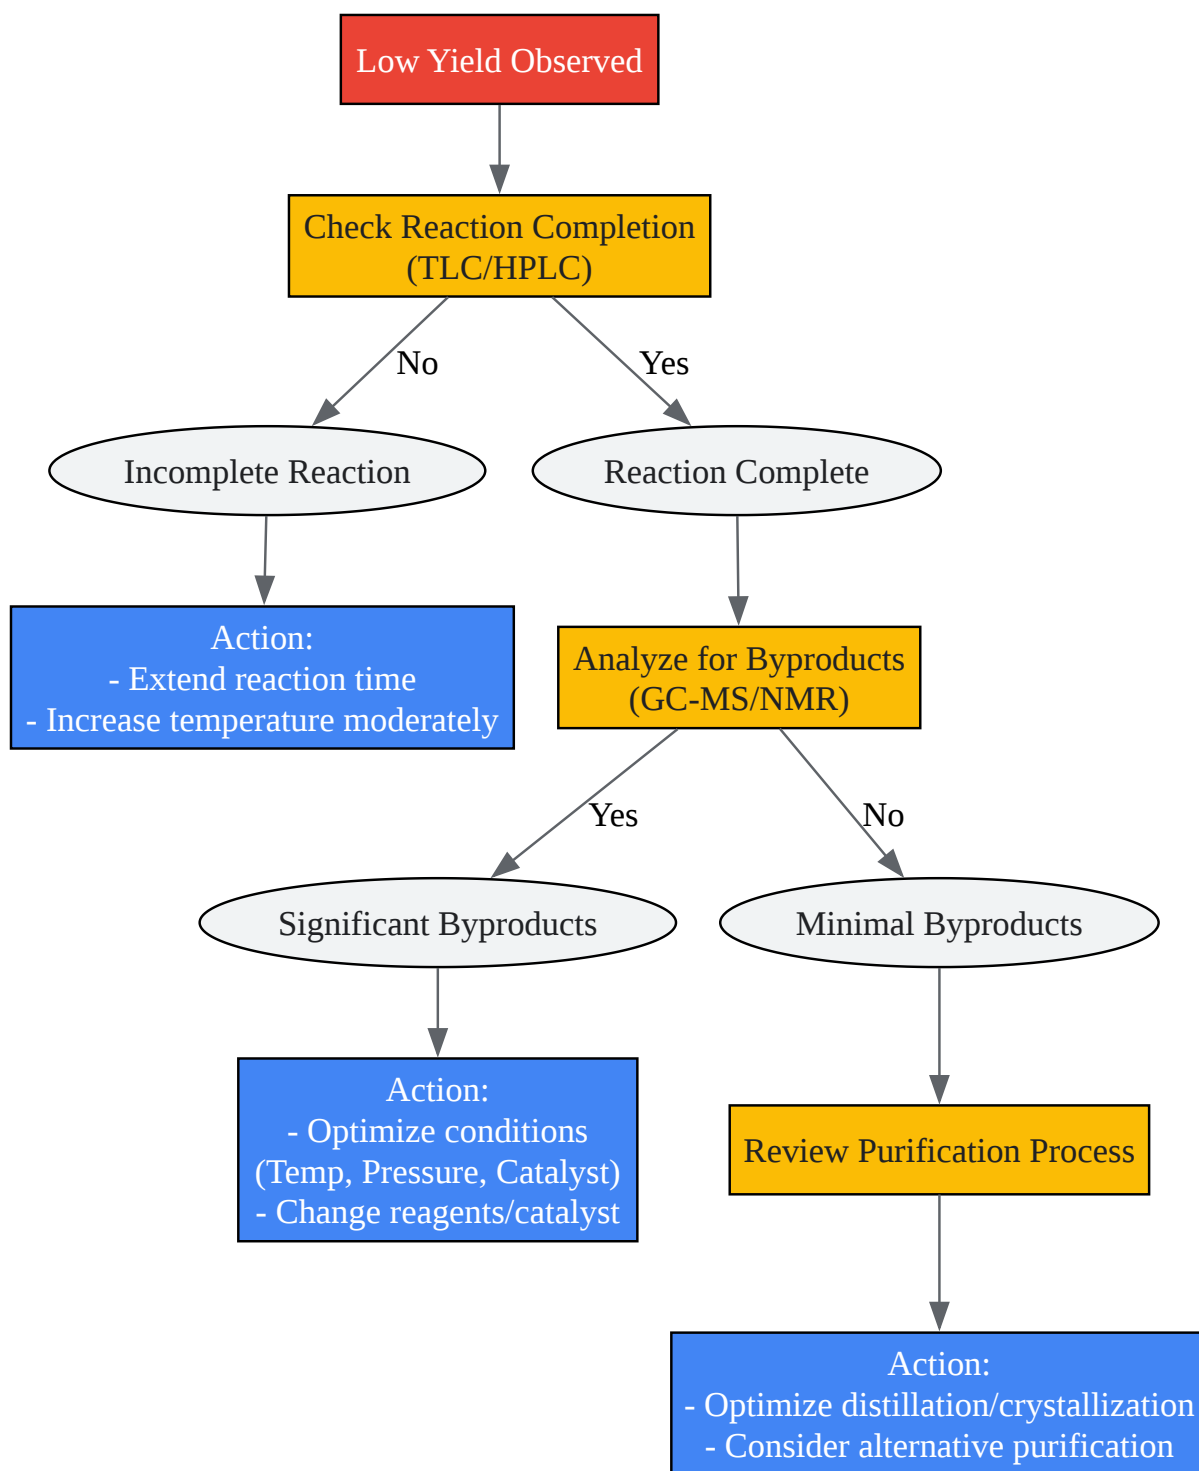 Low Yield Observed
Check Reaction Completion
(TLC/HPLC)
No
Yes
Incomplete Reaction
Reaction Complete
Action:
- Extend reaction time
- Increase temperature moderately
Analyze for Byproducts
(GC-MS/NMR)
Yes
No
Significant Byproducts
Minimal Byproducts
Action:
- Optimize conditions
(Temp, Pressure, Catalyst)
- Change reagents/catalyst
Review Purification Process
Action:
- Optimize distillation/crystallization
- Consider alternative purification